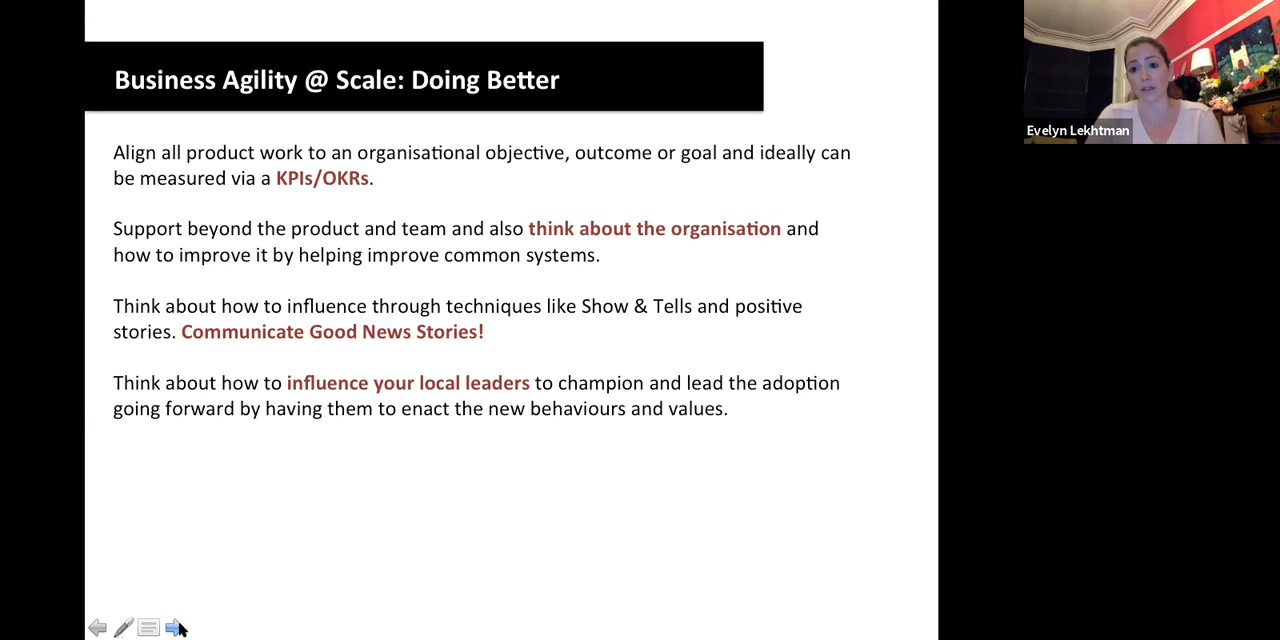 Business Agility @ Scale: Doing Better
Align all product work to an organisational objective, outcome or goal and ideally can
be measured via a KPIs/OKRs.
Support beyond the product and team and also think about the organisation and
how to improve it by helping improve common systems.
Think about how to influence through techniques like Show & Tells and positive
stories. Communicate Good News Stories!
Think about how to influence your local leaders to champion and lead the adoption
going forward by having them to enact the new behaviours and values.
Evelyn Lekhtman